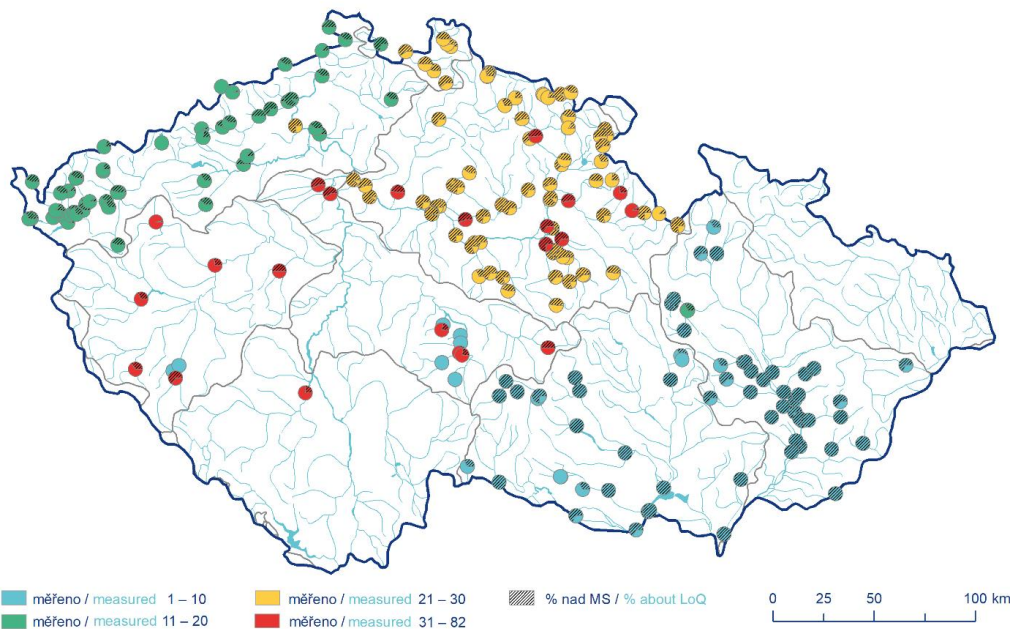 měřeno / measured 1 – 10
měřeno / measured 11 – 20
měřeno / measured 21 – 30
měřeno / measured 31 – 82
% nad MS / % about LoQ
0 25 50 100 km